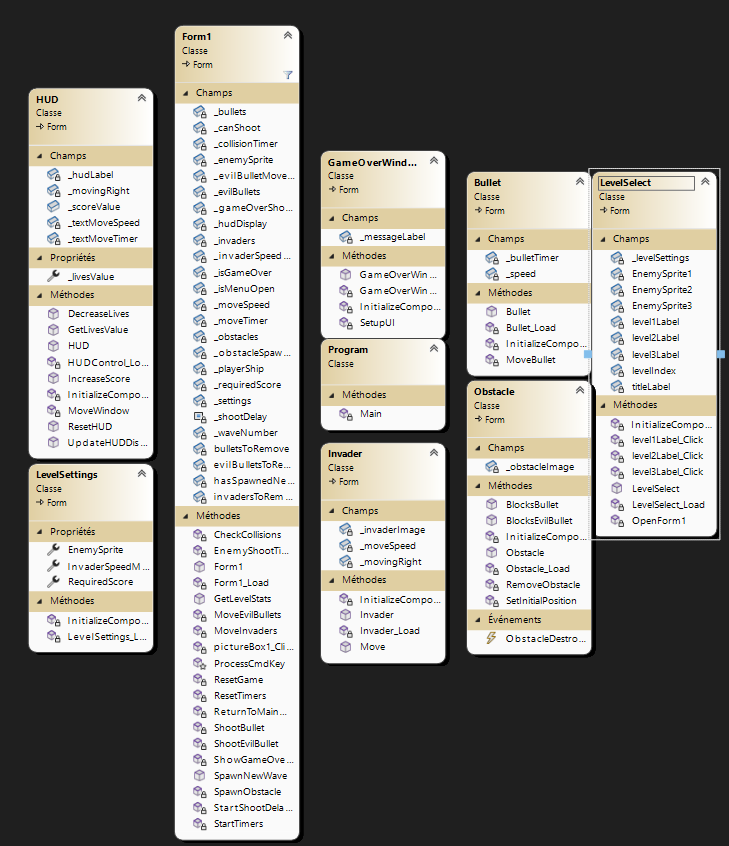 HUD
Classe
Form
Champs
_hudLabel
_movingRight
_scoreValue
_textMoveSpeed
_textMoveTimer
Propriétés
_livesValue
Méthodes
DecreaseLives
GetLivesValue
HUD
HUDControl_Lo...
IncreaseScore
InitializeCompo...
MoveWindow
ResetHUD
UpdateHUDDis...
LevelSettings
Classe
Form
Propriétés
EnemySprite
InvaderSpeedM...
RequiredScore
Méthodes
InitializeCompo...
LevelSettings_L...
Form1
Classe
Form
Champs
_bullets
_canShoot
_collisionTimer
_enemySprite
_evilBulletMove...
_evilBullets
_gameOverSho...
_hudDisplay
_invaders
_invaderSpeed...
_isGameOver
_isMenuOpen
_moveSpeed
_moveTimer
_obstacles
_obstacleSpaw...
_playerShip
_requiredScore
_settings
_shootDelay
_waveNumber
bulletsToRemove
evilBulletsToRe...
hasSpawnedNe...
invadersToRem...
Méthodes
CheckCollisions
EnemyShootTi...
Form1
Form1_Load
GetLevelStats
MoveEvilBullets
MoveInvaders
pictureBox1_Cli...
ProcessCmdKey
ResetGame
ResetTimers
ReturnToMain...
ShootBullet
ShootEvilBullet
ShowGameOve...
SpawnNewWave
SpawnObstacle
StartShootDela...
StartTimers
GameOverWind...
Classe
Form
Champs
_messageLabel
Méthodes
GameOverWin...
GameOverWin...
InitializeCompo...
SetupUI
Program
Classe
Méthodes
Main
Invader
Classe
Form
Champs
_invaderImage
_moveSpeed
_movingRight
Méthodes
InitializeCompo...
Invader
Invader_Load
Move
Bullet
Classe
Form
Champs
_bulletTimer
_speed
Méthodes
Bullet
Bullet_Load
InitializeCompo...
MoveBullet
Obstacle
Classe
Form
Champs
_obstacleImage
Méthodes
BlocksBullet
BlocksEvilBullet
InitializeCompo...
Obstacle
Obstacle_Load
RemoveObstacle
SetInitialPosition
Événements
ObstacleDestro...
LevelSelect
Classe
Form
Champs
_levelSettings
EnemySprite1
EnemySprite2
EnemySprite3
level1Label
level2Label
level3Label
levelIndex
titleLabel
Méthodes
InitializeCompo...
level1Label_Click
level2Label_Click
level3Label_Click
LevelSelect
LevelSelect_Load
OpenForm1